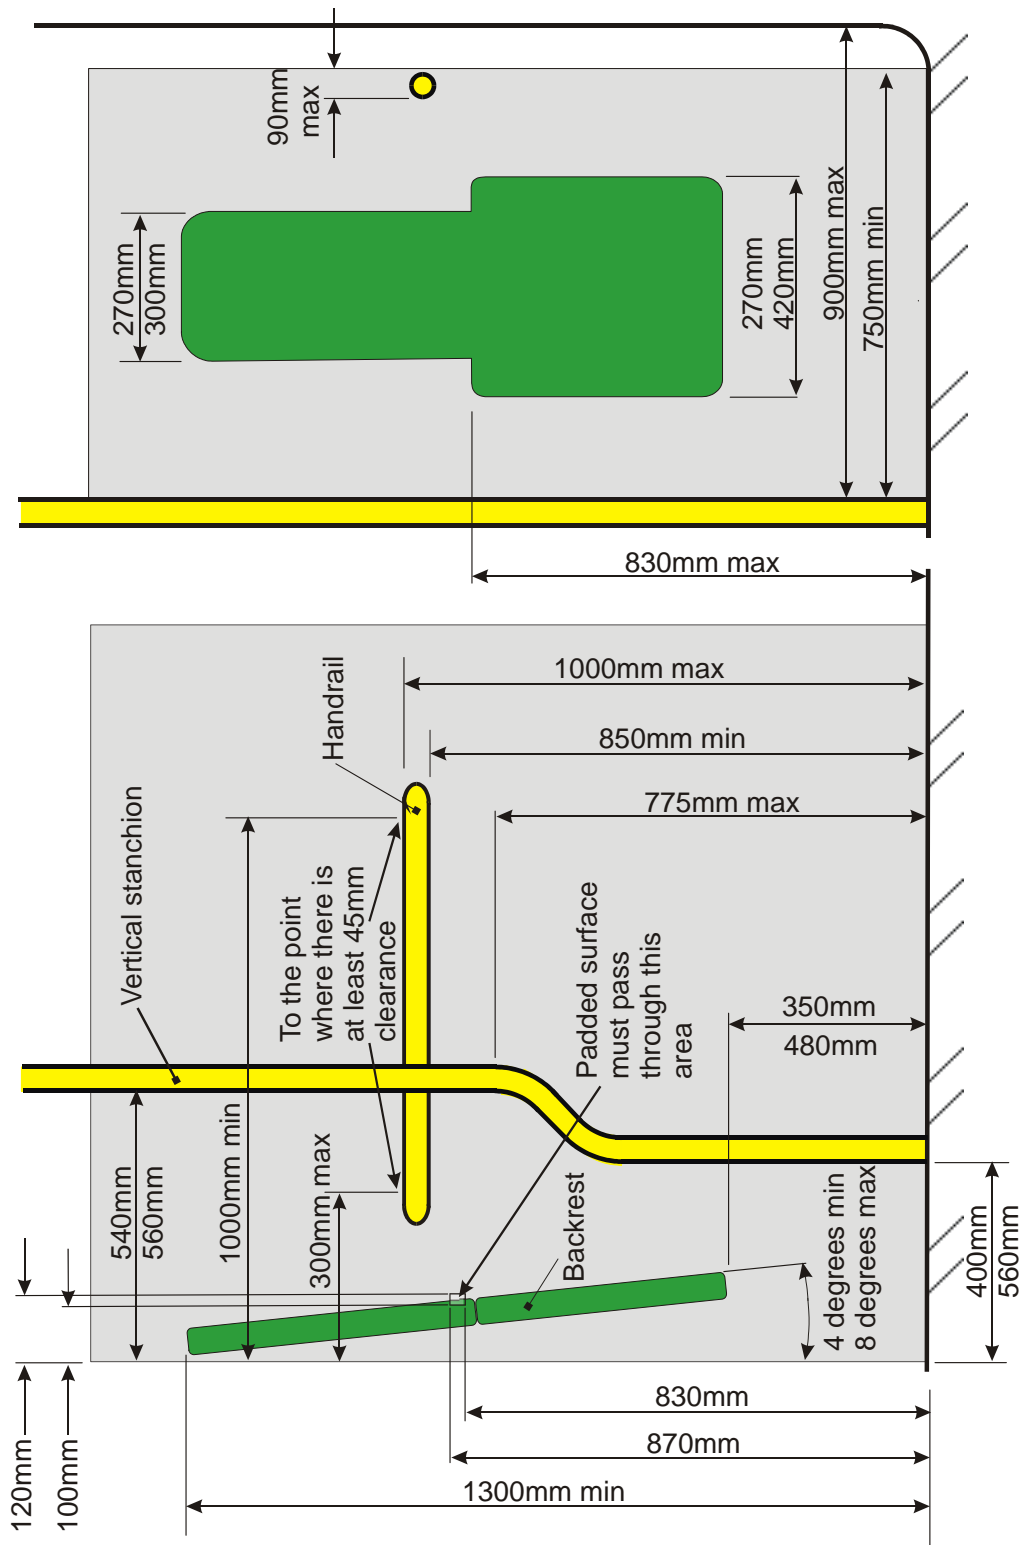 90mm
max
270mm
300mm
270mm
420mm
900mm max
750mm min
830mm max
1000mm max
850mm min
775mm max
Handrail
Vertical stanchion
To the point
where there is
at least 45mm
clearance
Padded surface
must pass
through this
area
350mm
480mm
540mm
560mm
1000mm min
300mm max
Backrest
4 degrees min
8 degrees max
400mm
560mm
120mm
100mm
830mm
870mm
1300mm min